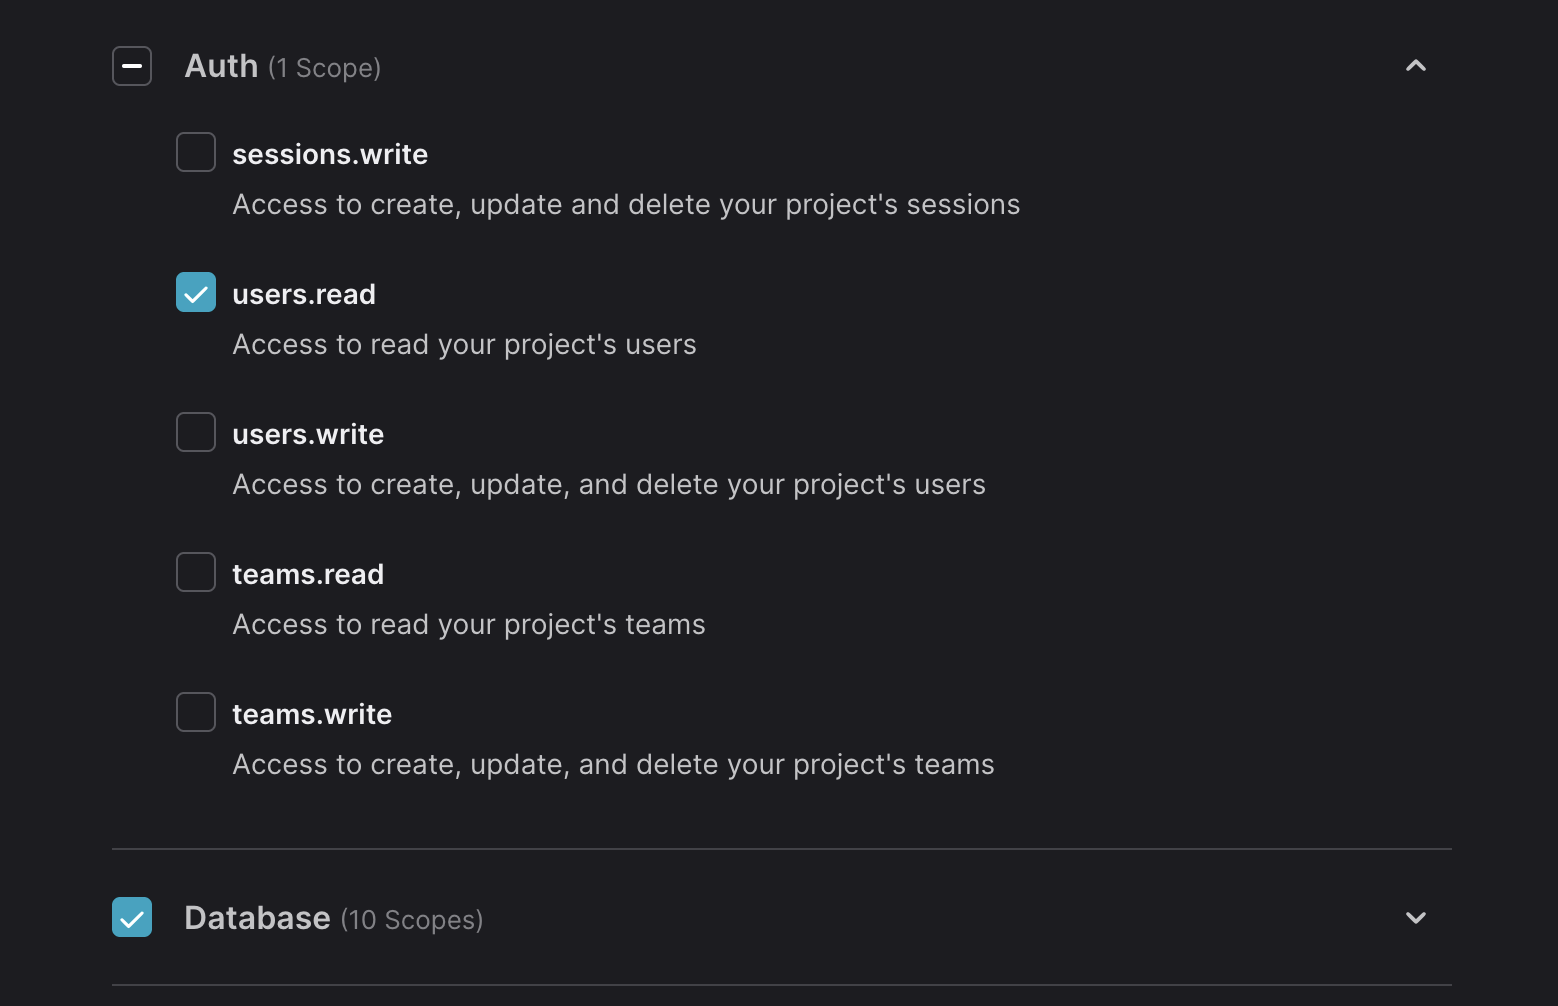 Auth (1 Scope)
sessions.write
Access to create, update and delete your project's sessions
users.read
Access to read your project's users
users.write
Access to create, update, and delete your project's users
teams.read
Access to read your project's teams
teams.write
Access to create, update, and delete your project's teams
Database (10 Scopes)